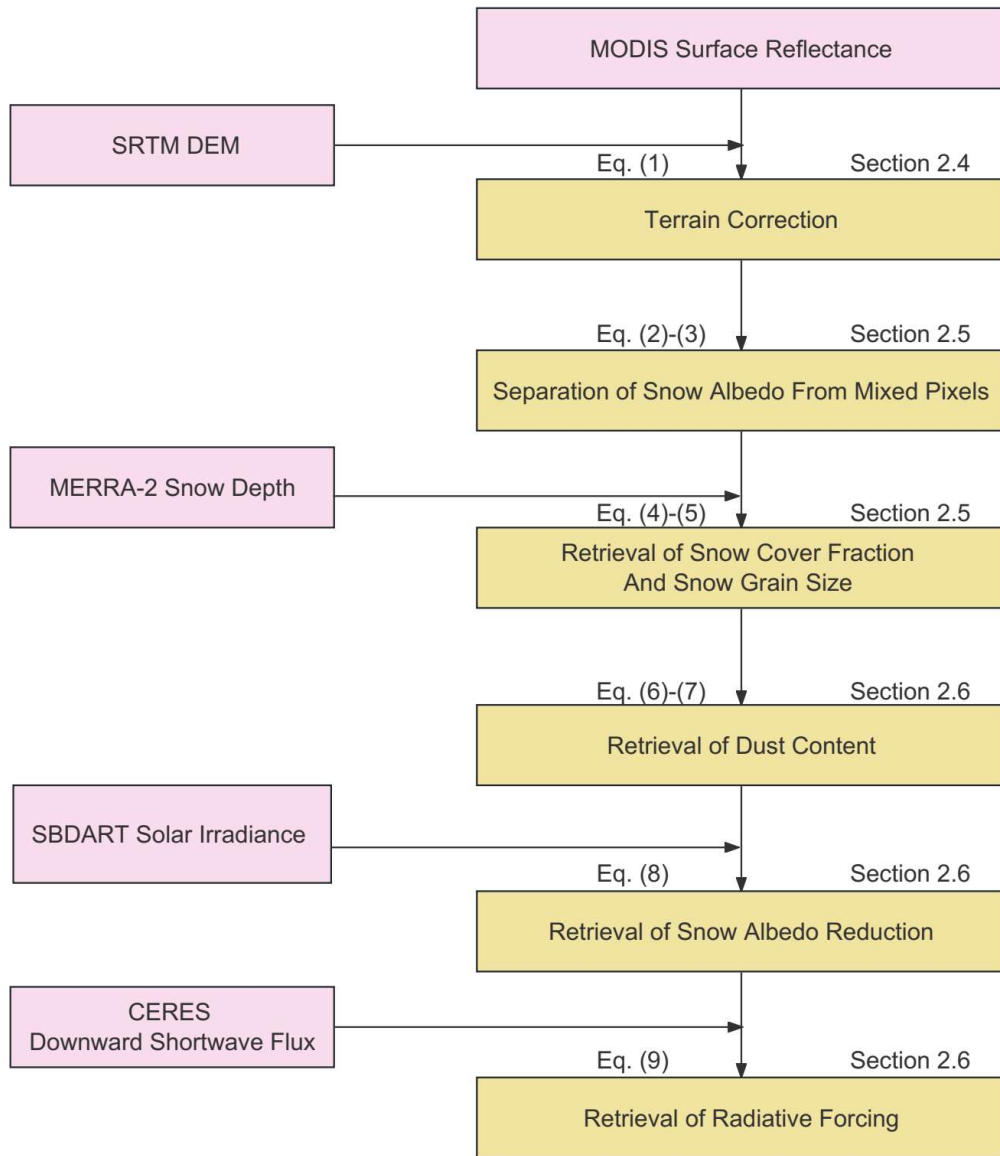 MODIS Surface Reflectance
SRTM DEM
Eq. (1)
Section 2.4
Terrain Correction
Eq. (2)-(3)
Section 2.5
Separation of Snow Albedo From Mixed Pixels
MERRA-2 Snow Depth
Eq. (4)-(5)
Section 2.5
Retrieval of Snow Cover Fraction
And Snow Grain Size
Eq. (6)-(7)
Section 2.6
Retrieval of Dust Content
SBDART Solar Irradiance
Eq. (8)
Section 2.6
Retrieval of Snow Albedo Reduction
CERES
Downward Shortwave Flux
Eq. (9)
Section 2.6
Retrieval of Radiative Forcing